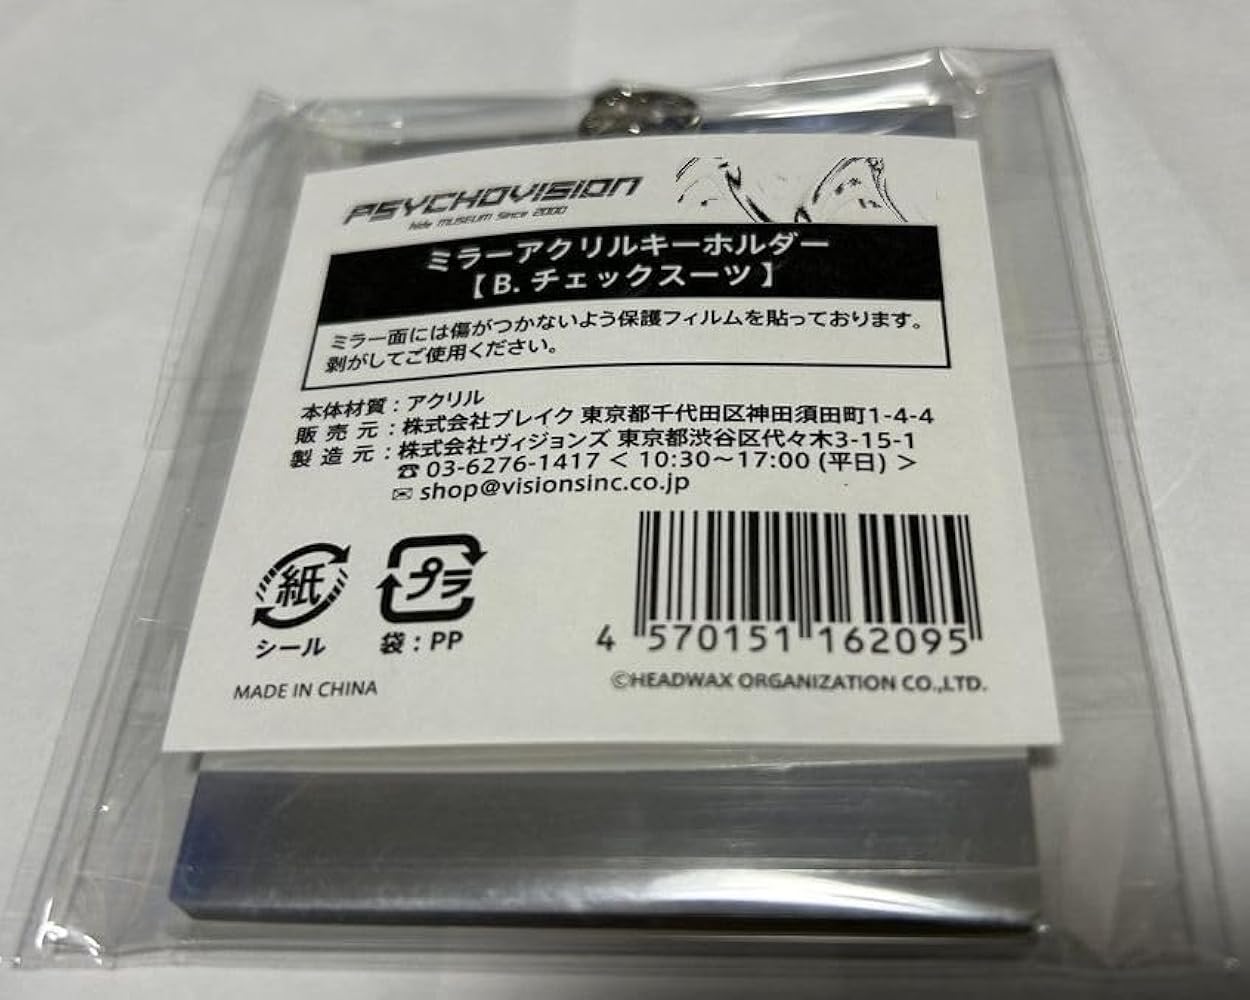 PSYCHOVISION
hide MUSEUM Since 2000
ミラーアクリルキーホルダー
【 B. チェックスーツ 】
ミラー面には傷がつかないよう保護フィルムを貼っております。
剥がしてご使用ください。
本体材質 : アクリル
販売元 : 株式会社ブレイク 東京都千代田区神田須田町1-4-4
製造元 : 株式会社ヴィジョンズ 東京都渋谷区代々木3-15-1
☎ 03-6276-1417 < 10:30～17:00 (平日) >
✉ shop@visionsinc.co.jp
紙
プラ
シール
袋 : PP
4 570151 162095
MADE IN CHINA
©HEADWAX ORGANIZATION CO.,LTD.